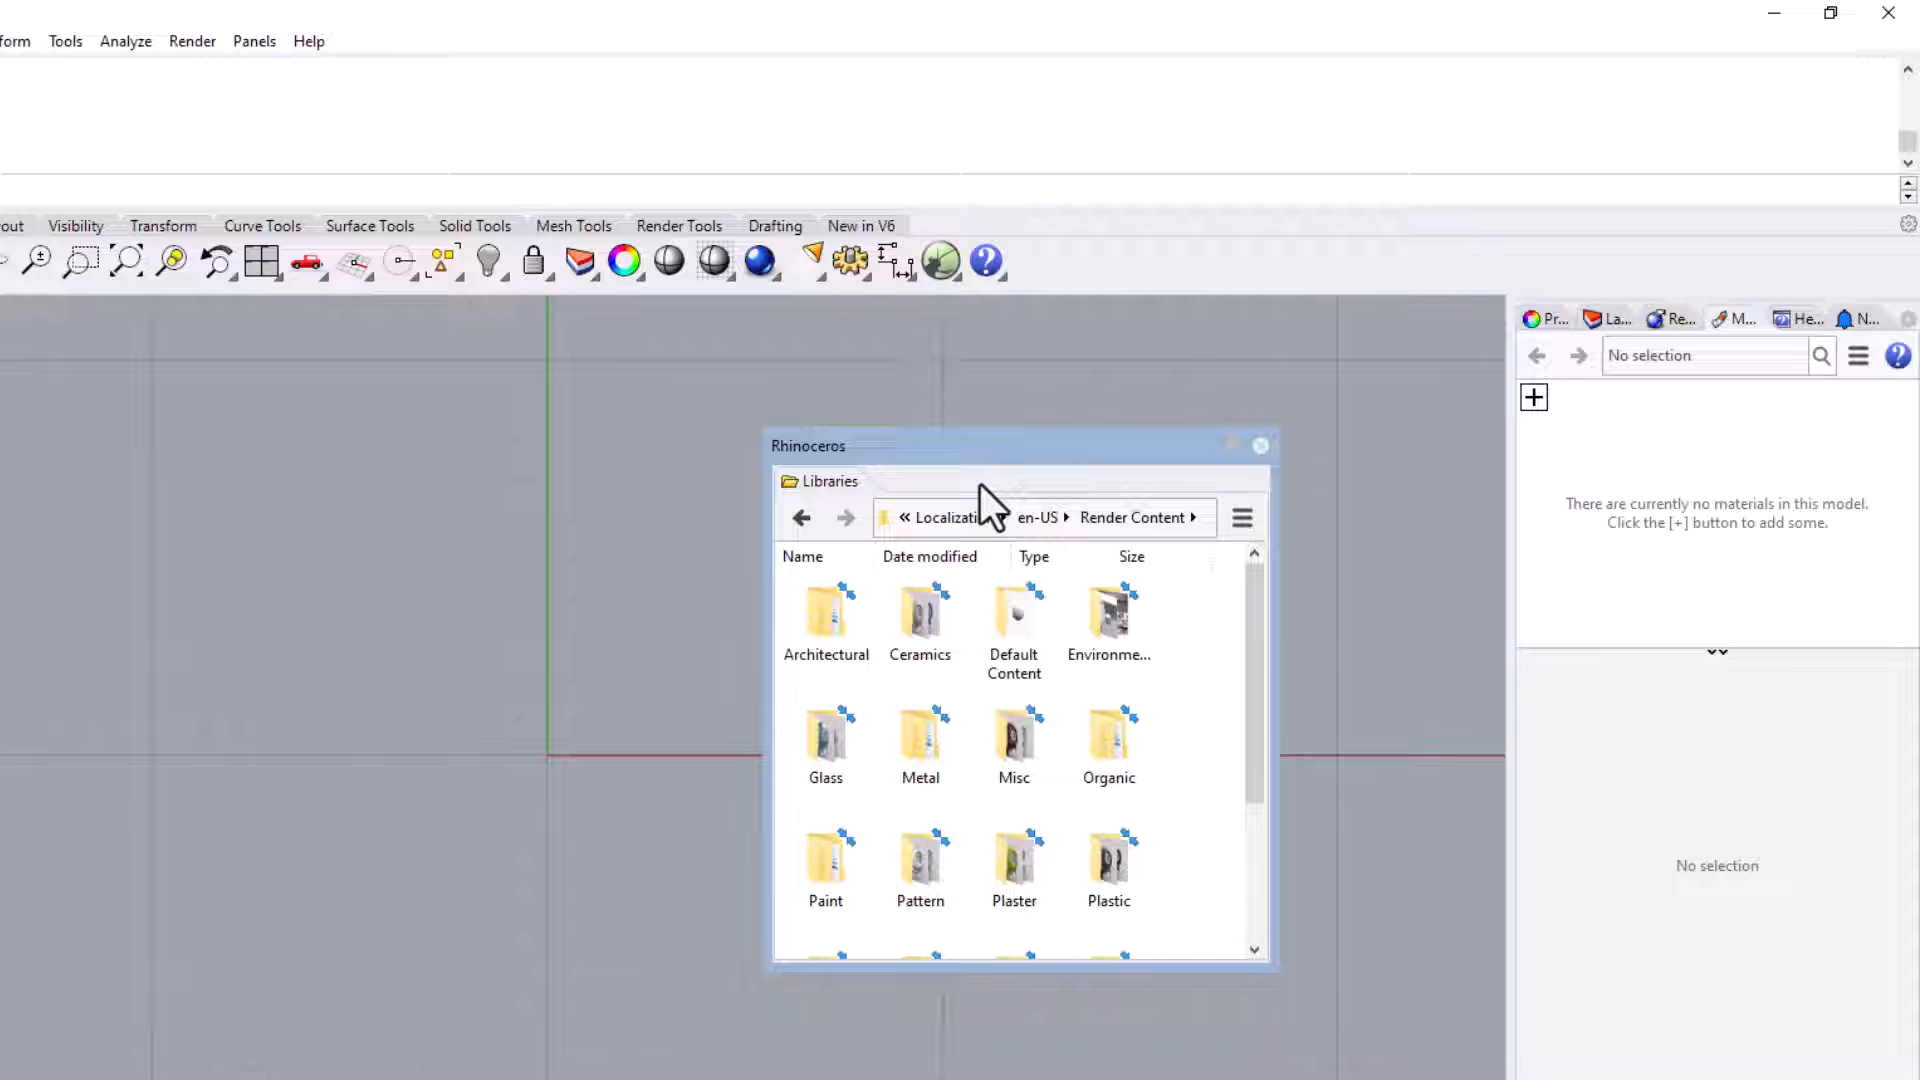 form Tools Analyze Render Panels Help
out Visibility Transform Curve Tools Surface Tools Solid Tools Mesh Tools Render Tools Drafting New in V6
Pr... La... Re... M... He... N...
No selection
There are currently no materials in this model.
Click the [+] button to add some.
No selection
Rhinoceros
Libraries
« Localizati en-US Render Content
Name Date modified Type Size
Architectural Ceramics Default Content Environme...
Glass Metal Misc Organic
Paint Pattern Plaster Plastic